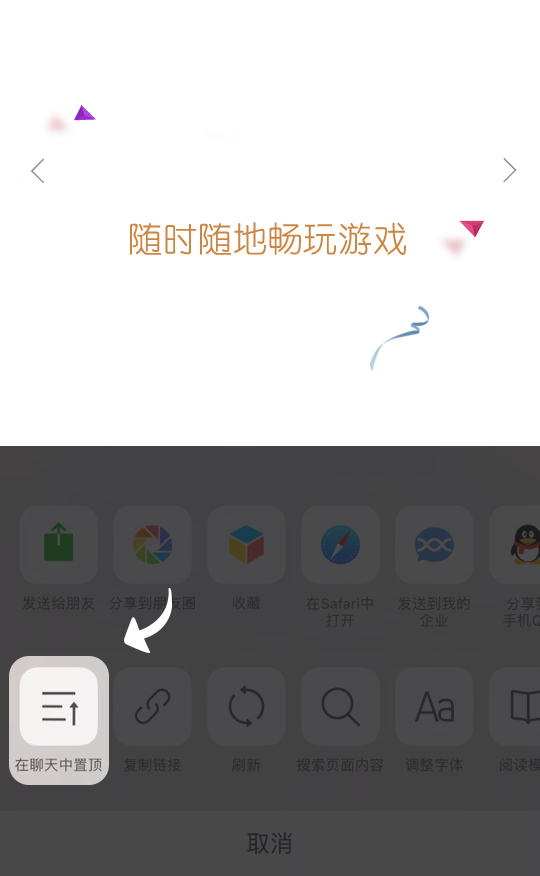 随时随地畅玩游戏
发送给朋友
分享到朋友圈
收藏
在Safari中
打开
发送到我的
企业
分享到
手机Q
在聊天中置顶
复制链接
刷新
搜索页面内容
Aa
调整字体
阅读模
取消